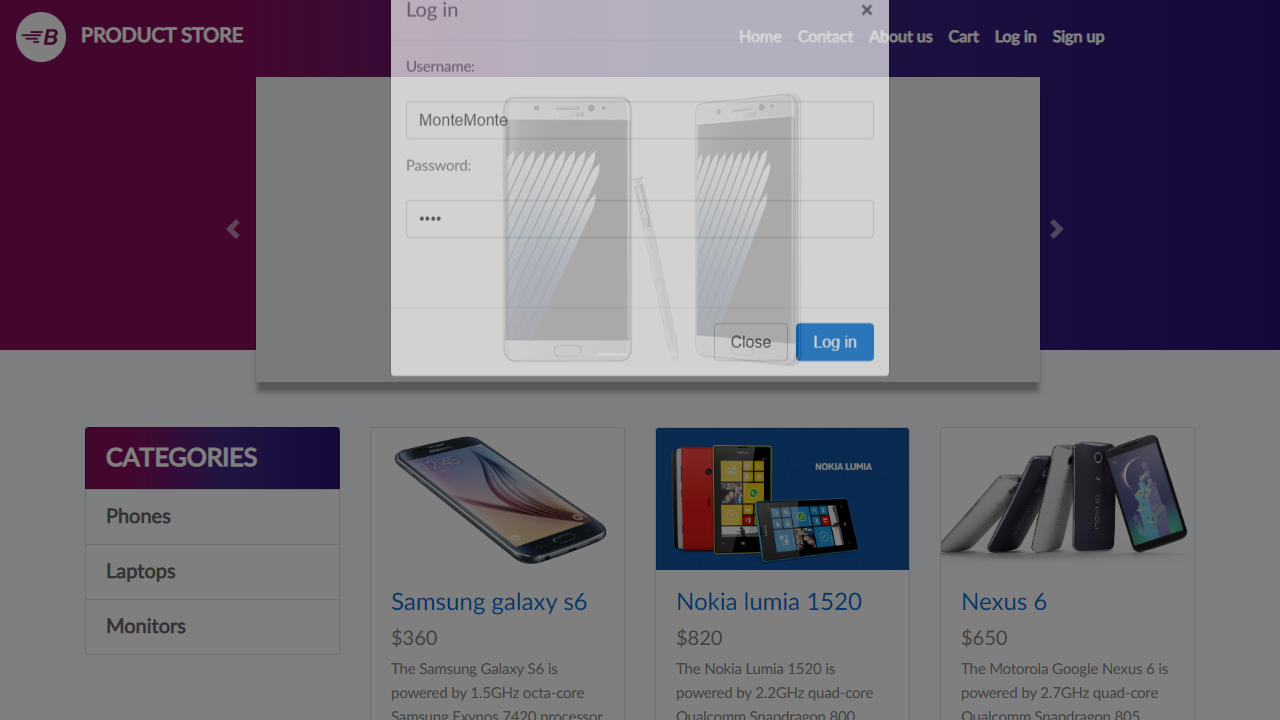 B PRODUCT STORE
Home Contact About us Cart Log in Sign up
Log in ×
Username:
MonteMonte
Password:
••••
Close Log in
CATEGORIES
Phones
Laptops
Monitors
12:45
Samsung galaxy s6
$360
The Samsung Galaxy S6 is
powered by 1.5GHz octa-core
Samsung Exynos 7420 processor
NOKIA LUMIA
Nokia lumia 1520
$820
The Nokia Lumia 1520 is
powered by 2.2GHz quad-core
Qualcomm Snapdragon 800
nexus
Nexus 6
$650
The Motorola Google Nexus 6 is
powered by 2.7GHz quad-core
Qualcomm Snapdragon 805